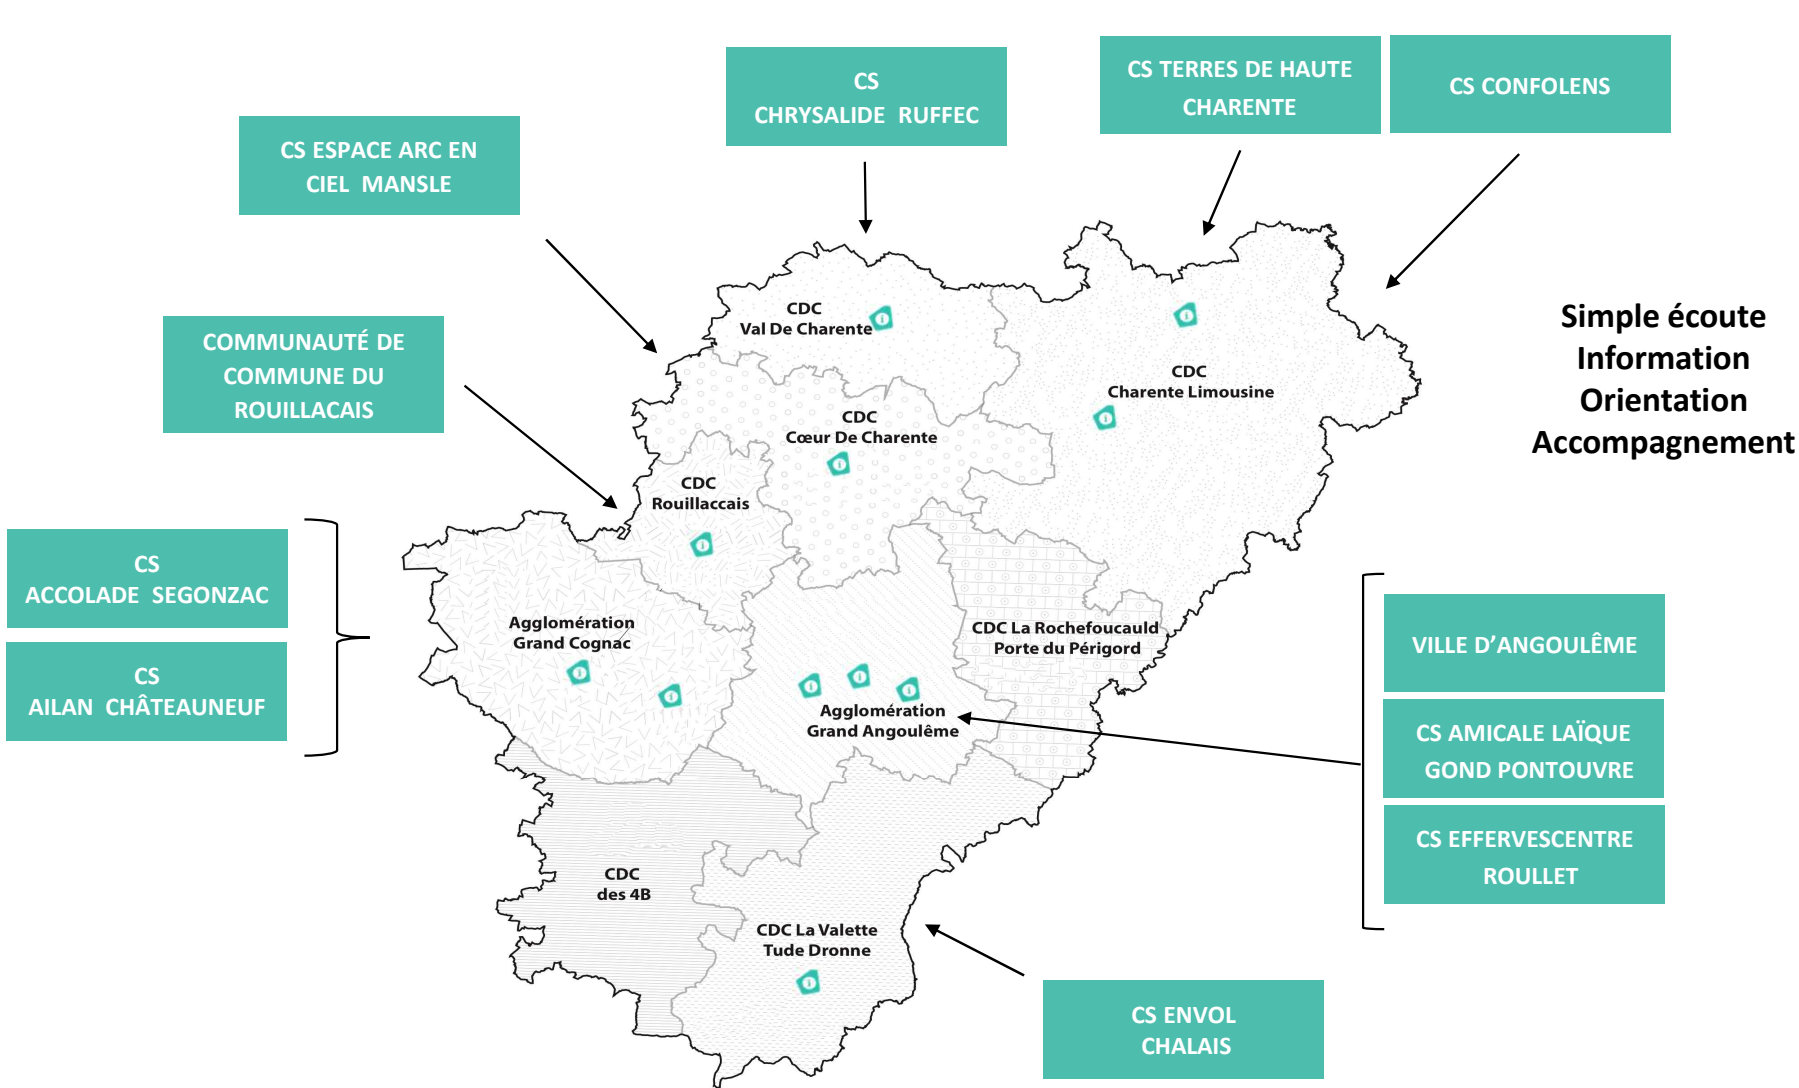 CS
CHRYSALIDE RUFFEC
CS TERRES DE HAUTE
CHARENTE
CS CONFOLENS
CS ESPACE ARC EN
CIEL MANSLE
COMMUNAUTÉ DE
COMMUNE DU
ROUILLACAIS
CS
ACCOLADE SEGONZAC
CS
AILAN CHÂTEAUNEUF
CDC
Val De Charente
CDC
Charente Limousine
CDC
Cœur De Charente
CDC
Rouillaccais
Agglomération
Grand Cognac
CDC La Rochefoucauld
Porte du Périgord
Agglomération
Grand Angoulême
CDC
des 4B
CDC La Valette
Tude Dronne
Simple écoute
Information
Orientation
Accompagnement
VILLE D’ANGOULÊME
CS AMICALE LAÏQUE
GOND PONTOUVRE
CS EFFERVESCENTRE
ROULLET
CS ENVOL
CHALAIS